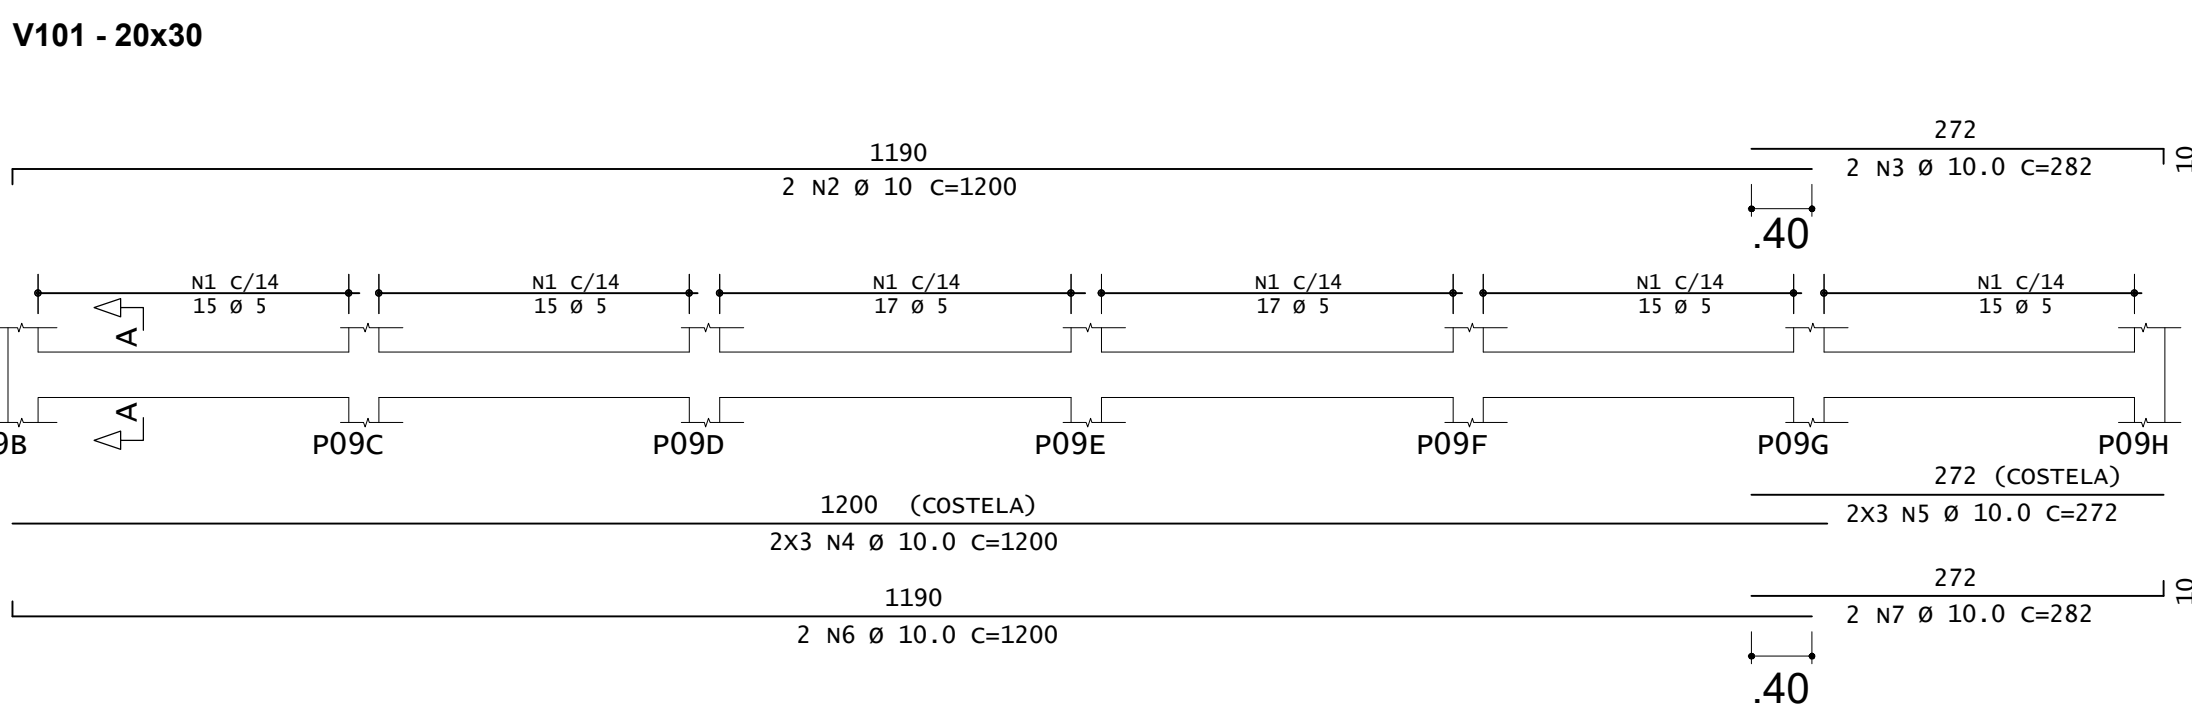 V101 - 20x30
272
10
1190
2 N3 Ø 10.0 C=282
2 N2 Ø 10 C=1200
.40
N1 C/14 N1 C/14 N1 C/14 N1 C/14 N1 C/14 N1 C/14
15 Ø 5 15 Ø 5 17 Ø 5 17 Ø 5 15 Ø 5 15 Ø 5
A
A
9B P09C P09D P09E P09F P09G P09H
272 (COSTELA)
1200 (COSTELA)
2X3 N5 Ø 10.0 C=272
2X3 N4 Ø 10.0 C=1200
272
10
1190
2 N7 Ø 10.0 C=282
2 N6 Ø 10.0 C=1200
.40